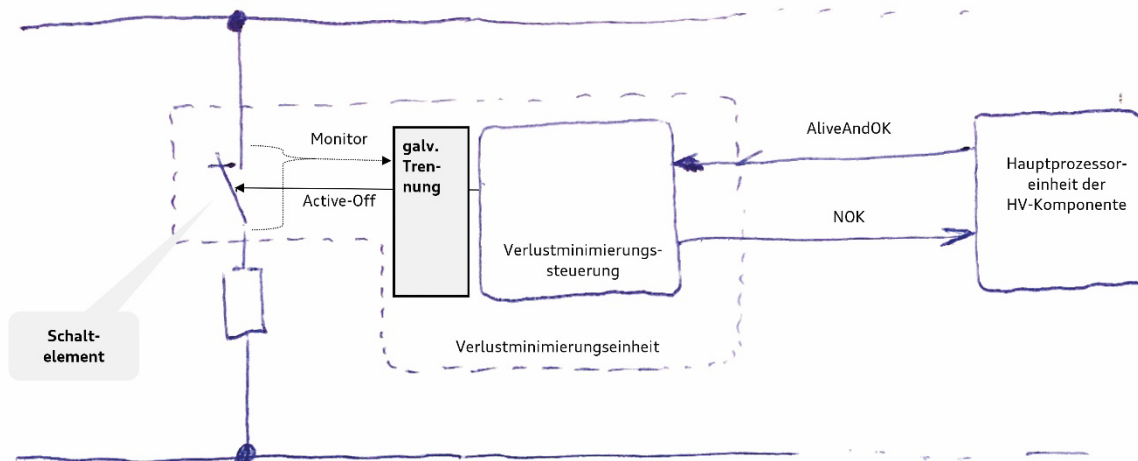 Monitor
galv.
Tren-
nung
AliveAndOK
Hauptprozessor-
einheit der
HV-Komponente
Active-Off
NOK
Verlustminimierungs-
steuerung
Schalt-
element
Verlustminimierungseinheit